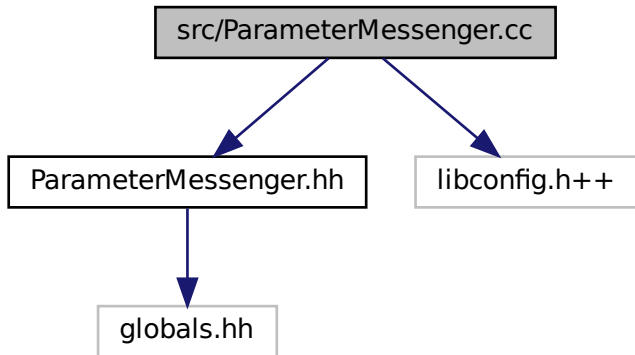 src/ParameterMessenger.cc
ParameterMessenger.hh
libconfig.h++
globals.hh